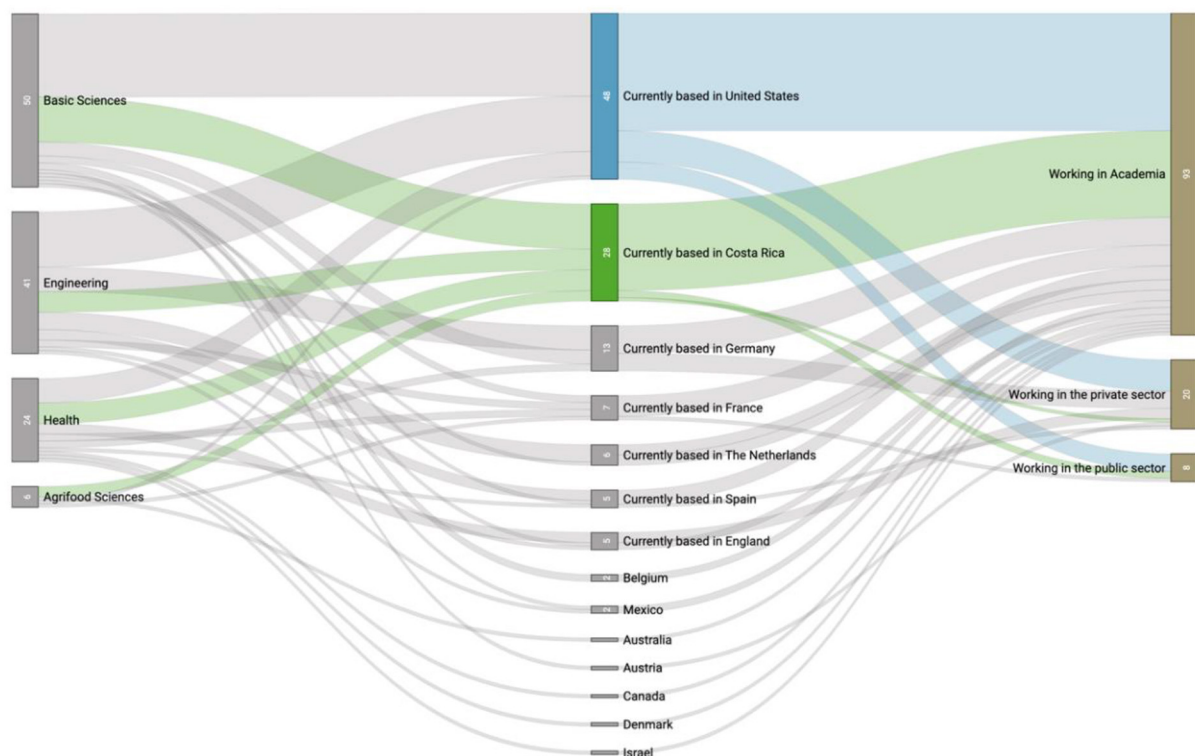 50
Basic Sciences
41
Engineering
24
Health
6
Agrifood Sciences
48
Currently based in United States
28
Currently based in Costa Rica
13
Currently based in Germany
7
Currently based in France
6
Currently based in The Netherlands
5
Currently based in Spain
5
Currently based in England
2
Belgium
2
Mexico
Australia
Austria
Canada
Denmark
Israel
Working in Academia
93
Working in the private sector
20
Working in the public sector
8